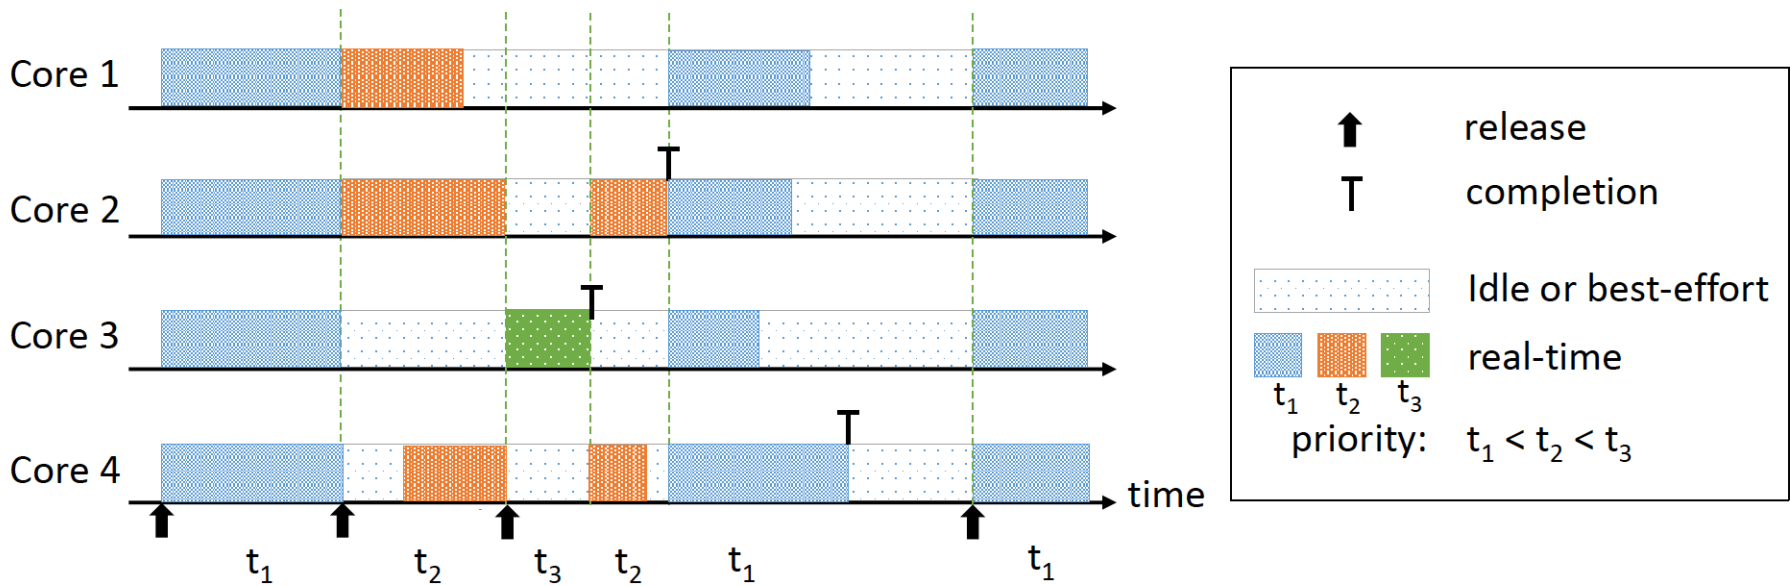 Core 1
Core 2
Core 3
Core 4
time
t₁ t₂ t₃ t₂ t₁ t₁
release
completion
Idle or best-effort
real-time
t₁ t₂ t₃
priority: t₁ < t₂ < t₃